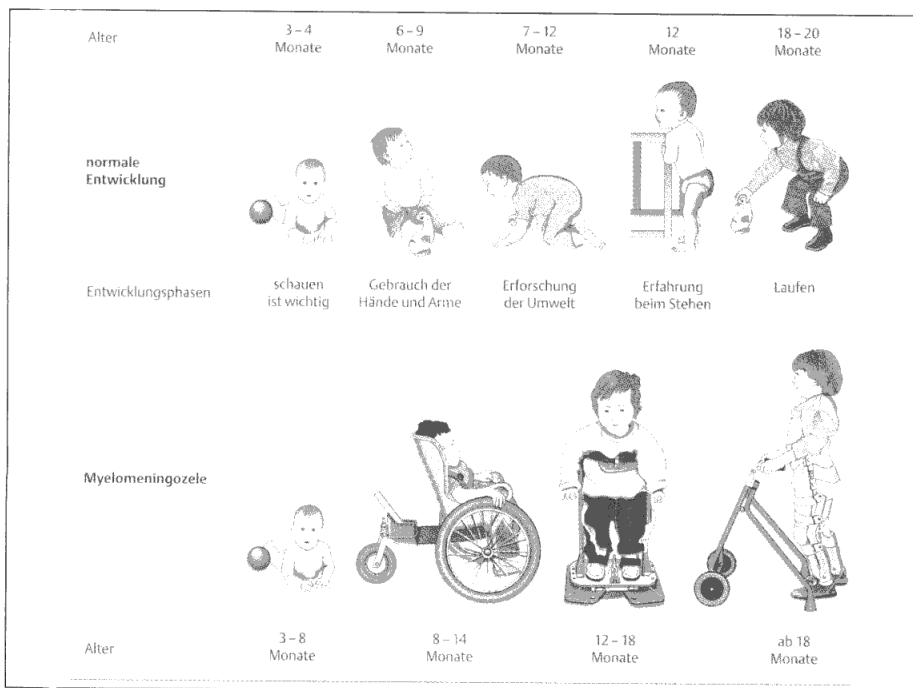 Alter
3 – 4
Monate
6 – 9
Monate
7 – 12
Monate
12
Monate
18 – 20
Monate
normale
Entwicklung
Entwicklungsphasen
schauen
ist wichtig
Gebrauch der
Hände und Arme
Erforschung
der Umwelt
Erfahrung
beim Stehen
Laufen
Myelomeningozele
Alter
3 – 8
Monate
8 – 14
Monate
12 – 18
Monate
ab 18
Monate